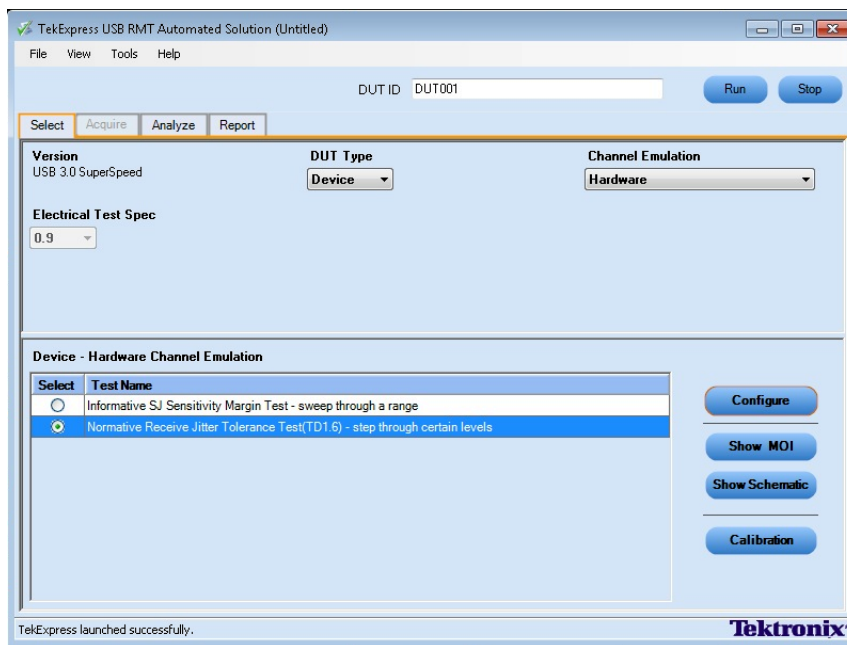 TekExpress USB RMT Automated Solution (Untitled)
File View Tools Help
DUT ID DUT001 Run Stop
Select Acquire Analyze Report
Version DUT Type Channel Emulation
USB 3.0 SuperSpeed Device Hardware
Electrical Test Spec
0.9
Device - Hardware Channel Emulation
Select Test Name
Informative SJ Sensitivity Margin Test - sweep through a range
Normative Receive Jitter Tolerance Test(TD1.6) - step through certain levels
Configure
Show MOI
Show Schematic
Calibration
TekExpress launched successfully.
Tektronix